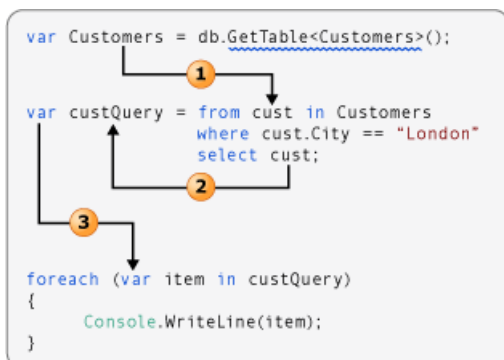 var Customers = db.GetTable<Customers>();
1
var custQuery = from cust in Customers
where cust.City == “London”
select cust;
2
3
foreach (var item in custQuery)
{
Console.WriteLine(item);
}